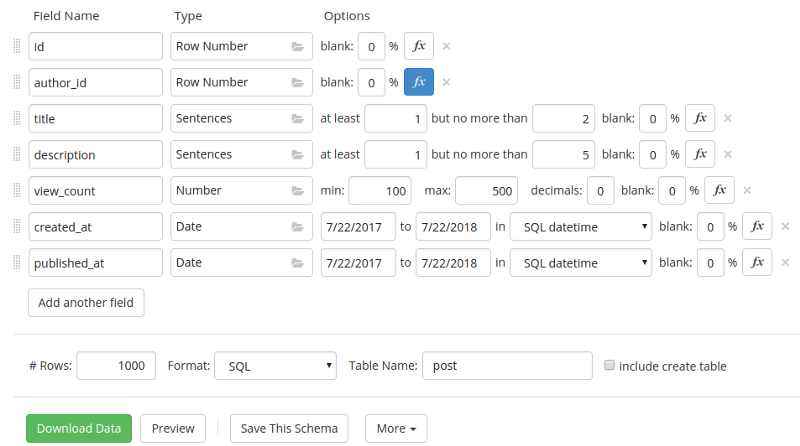 Field Name Type Options
id Row Number blank: 0 % fx ×
author_id Row Number blank: 0 % fx ×
title Sentences at least 1 but no more than 2 blank: 0 % fx ×
description Sentences at least 1 but no more than 5 blank: 0 % fx ×
view_count Number min: 100 max: 500 decimals: 0 blank: 0 % fx ×
created_at Date 7/22/2017 to 7/22/2018 in SQL datetime blank: 0 % fx ×
published_at Date 7/22/2017 to 7/22/2018 in SQL datetime blank: 0 % fx ×
Add another field
# Rows: 1000 Format: SQL Table Name: post include create table
Download Data Preview Save This Schema More